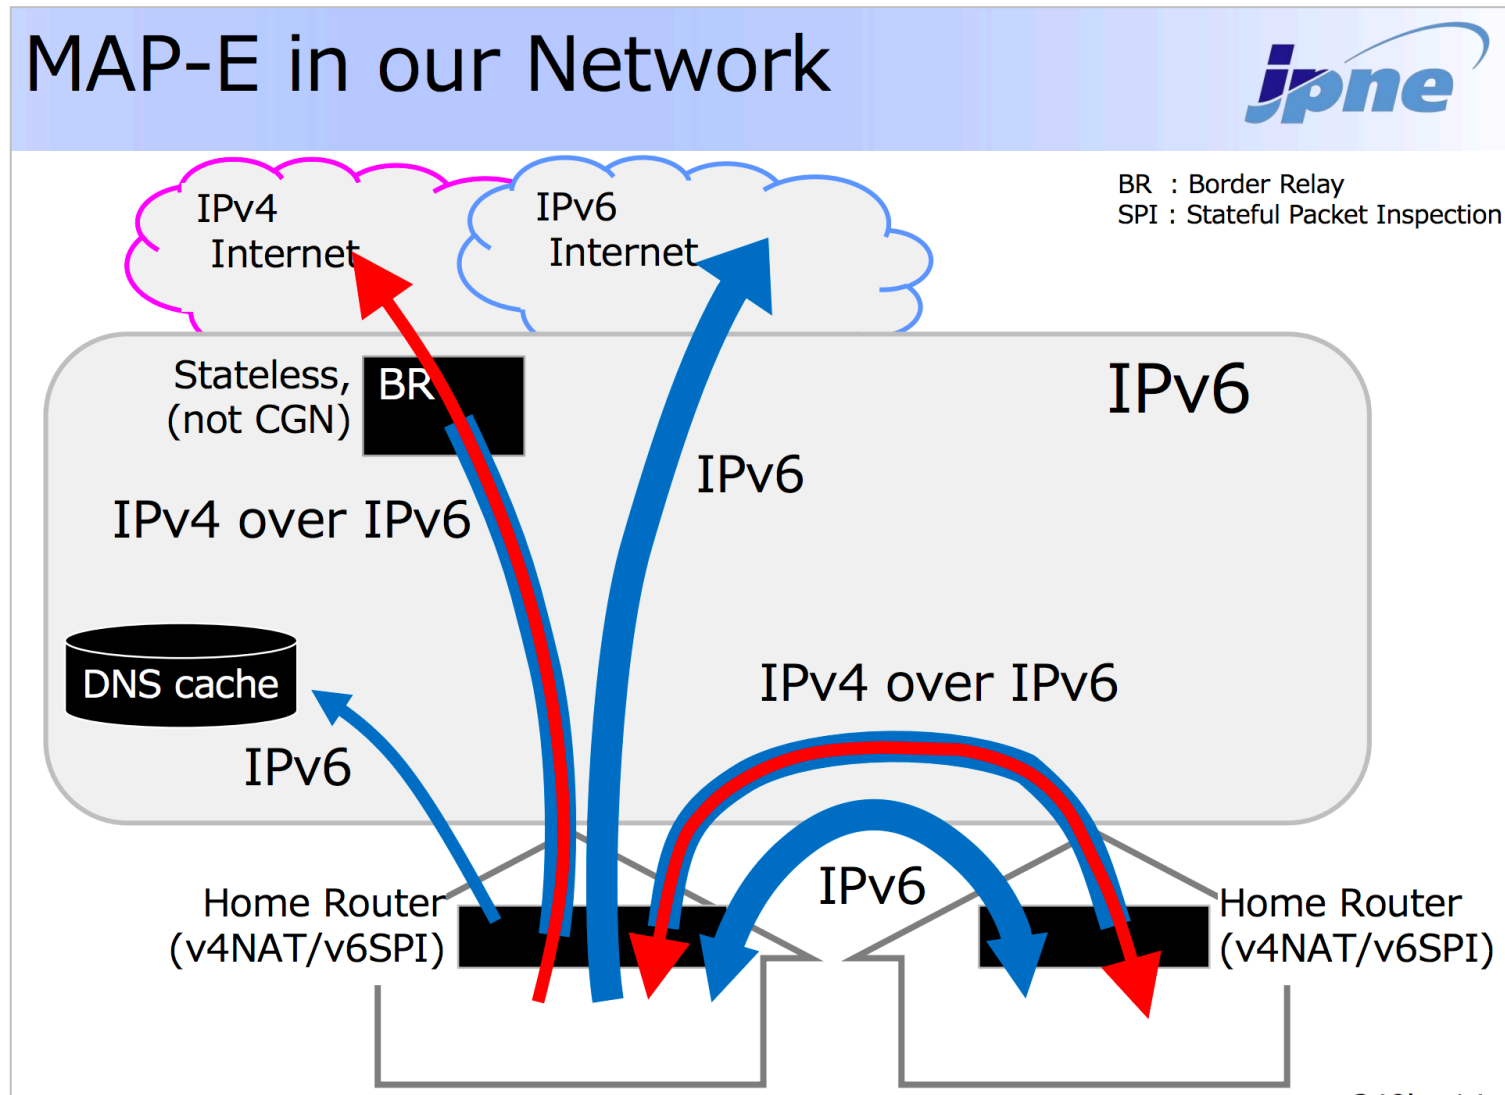 MAP-E in our Network
jpne
BR : Border Relay
SPI : Stateful Packet Inspection
IPv4
Internet
IPv6
Internet
Stateless,
(not CGN)
BR
IPv6
IPv6
IPv4 over IPv6
DNS cache
IPv4 over IPv6
IPv6
IPv6
Home Router
(v4NAT/v6SPI)
Home Router
(v4NAT/v6SPI)